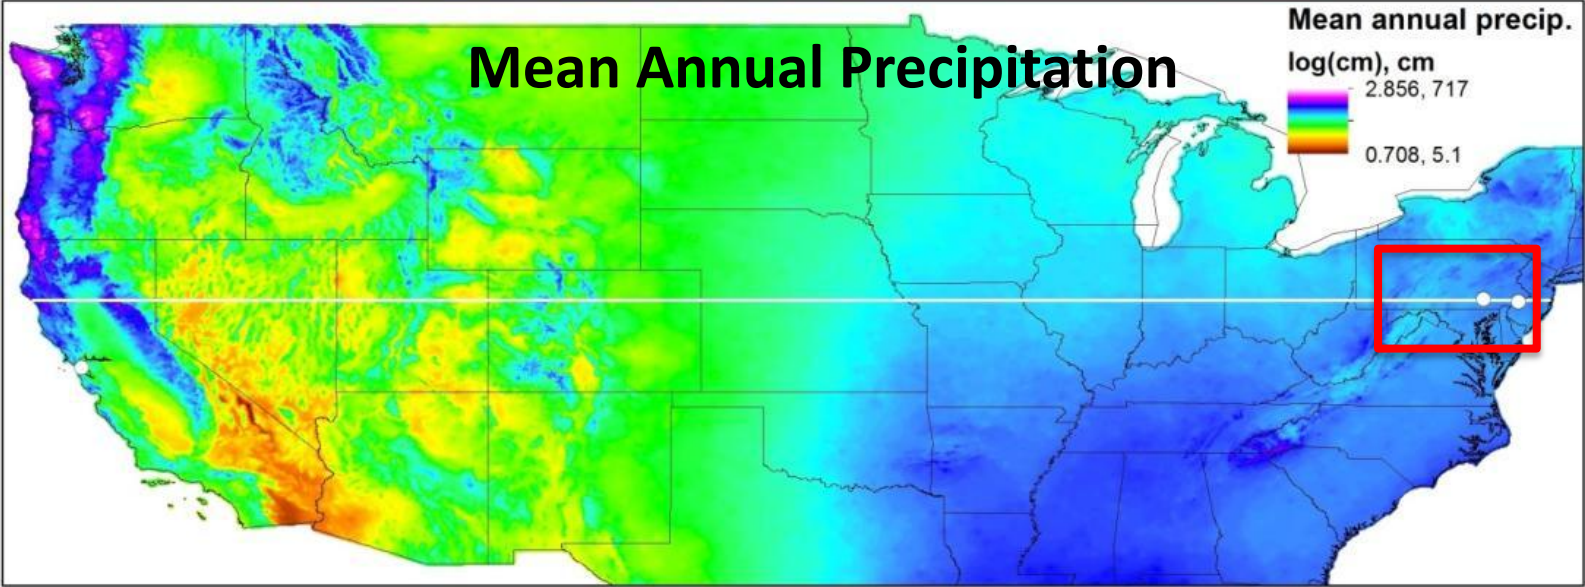 Mean Annual Precipitation
Mean annual precip.
log(cm), cm
2.856, 717
0.708, 5.1